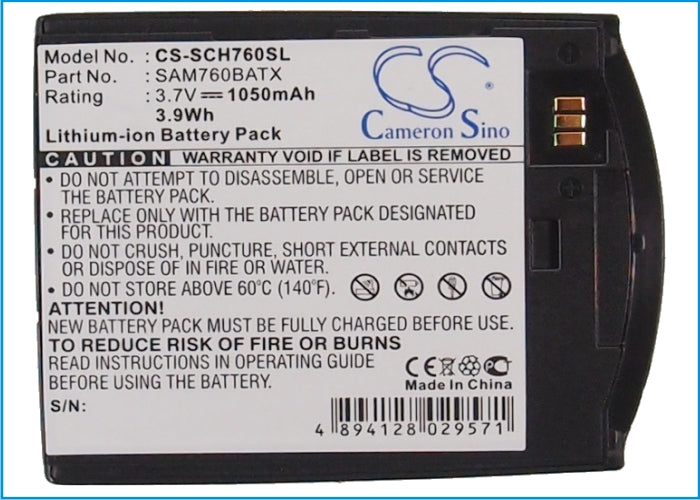 Model No. : CS-SCH760SL
Part No. : SAM760BATX
Rating : 3.7V 1050mAh
3.9Wh
Lithium-ion Battery Pack
Cameron Sino
CAUTION WARRANTY VOID IF LABEL IS REMOVED
• DO NOT ATTEMPT TO DISASSEMBLE, OPEN OR SERVICE
THE BATTERY PACK.
• REPLACE ONLY WITH THE BATTERY PACK DESIGNATED
FOR THIS PRODUCT.
• DO NOT CRUSH, PUNCTURE, SHORT EXTERNAL CONTACTS
OR DISPOSE OF IN FIRE OR WATER.
• DO NOT STORE ABOVE 60°C (140°F).
ATTENTION!
NEW BATTERY PACK MUST BE FULLY CHARGED BEFORE USE.
TO REDUCE RISK OF FIRE OR BURNS
SEE INSTRUCTIONS IN OPERATING GUIDE
BEFORE BATTERY USAGE.
CE
Made In China
S/N:
4 894128 029571